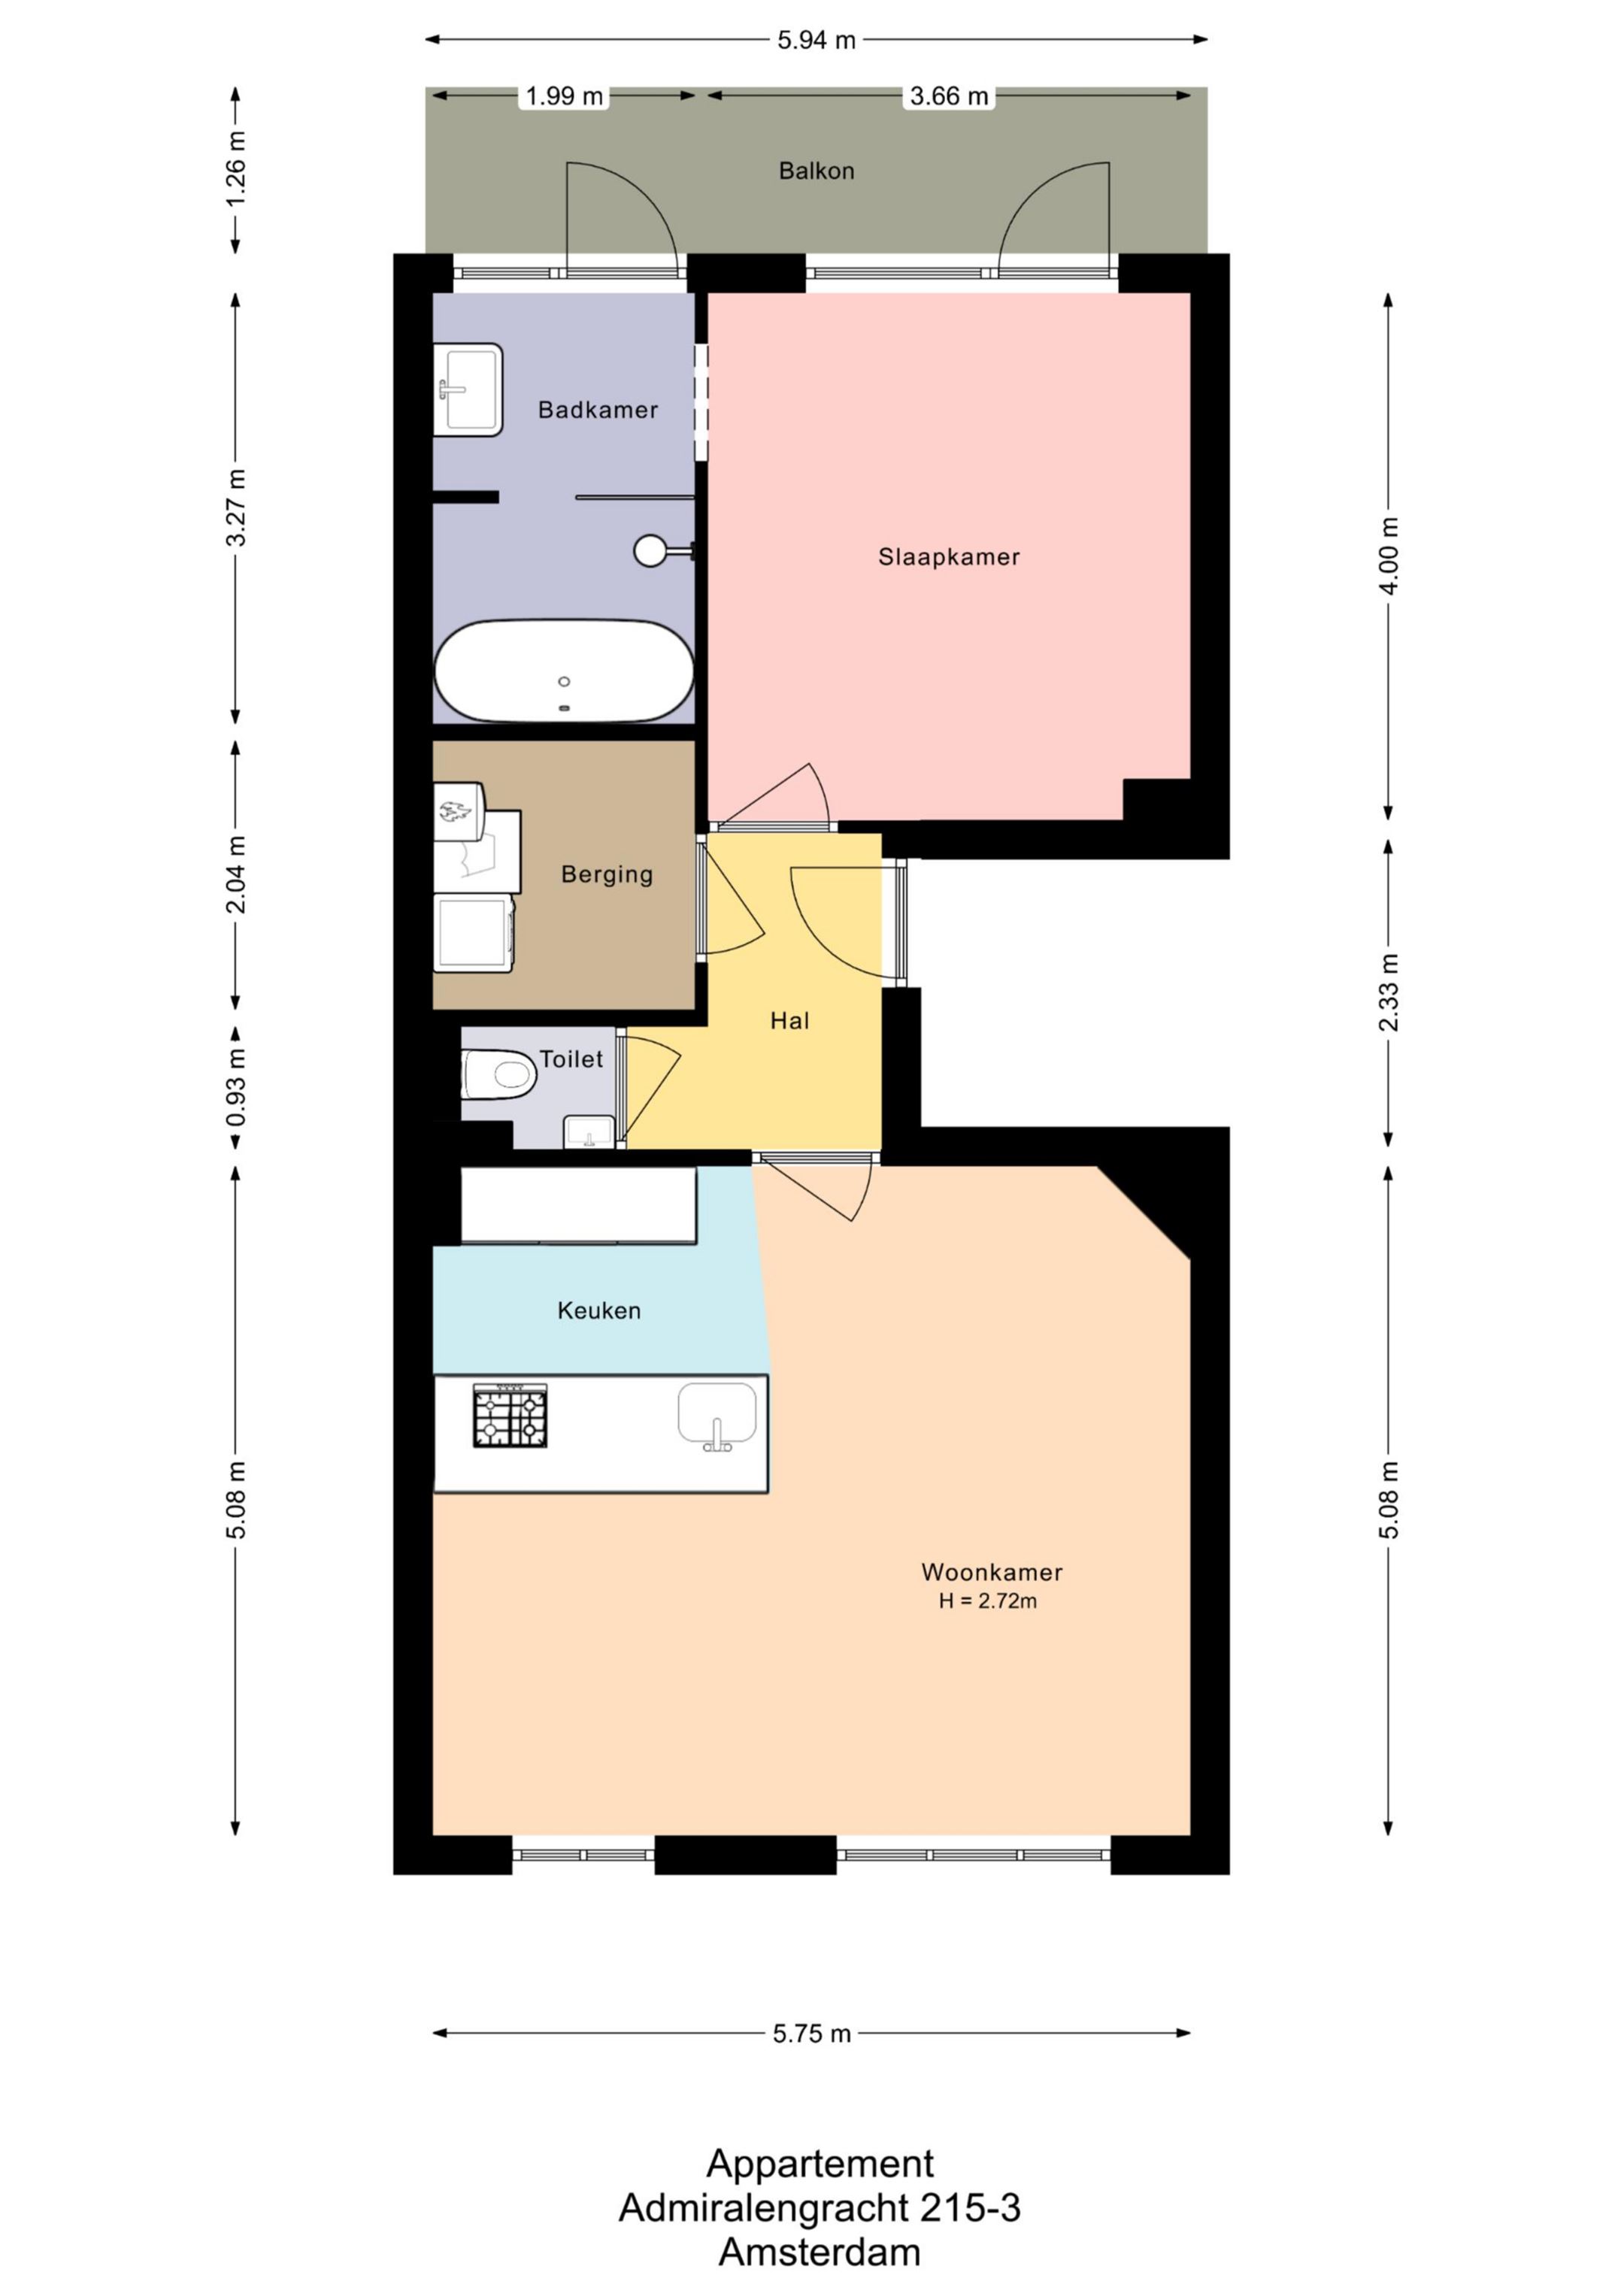 5.94 m
1.99 m
3.66 m
1.26 m
Balkon
Badkamer
3.27 m
Slaapkamer
4.00 m
Berging
2.04 m
2.33 m
Hal
Toilet
0.93 m
Keuken
5.08 m
5.08 m
Woonkamer
H = 2.72m
5.75 m
Appartement
Admiralengracht 215-3
Amsterdam